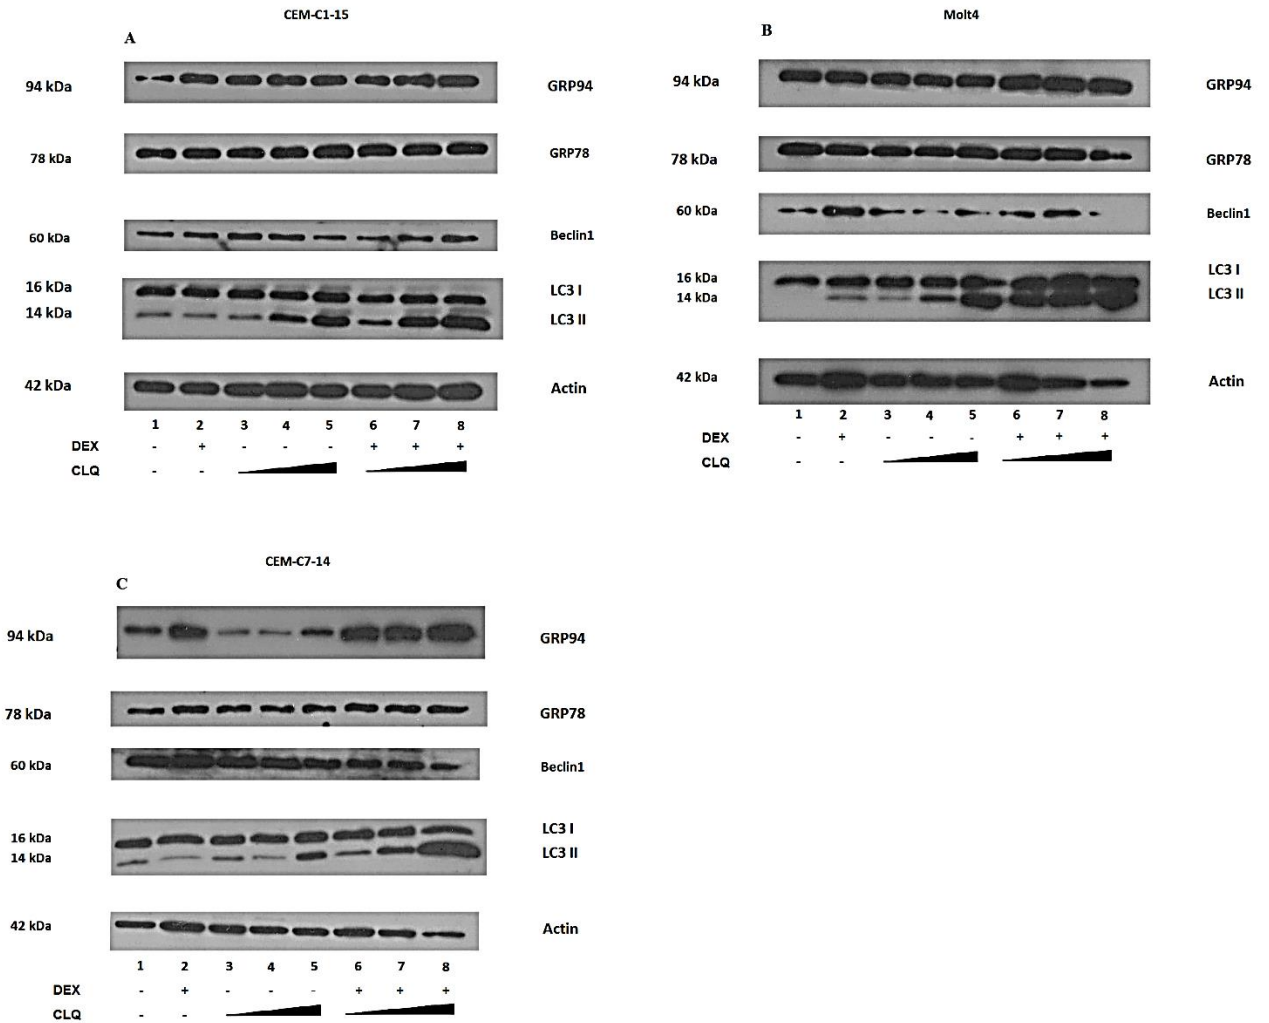 CEM-C1-15
A
94 kDa GRP94
78 kDa GRP78
60 kDa Beclin1
16 kDa LC3 I
14 kDa LC3 II
42 kDa Actin
1 2 3 4 5 6 7 8
DEX - + - - - + + +
CLQ - -
Molt4
B
94 kDa GRP94
78 kDa GRP78
60 kDa Beclin1
16 kDa LC3 I
14 kDa LC3 II
42 kDa Actin
1 2 3 4 5 6 7 8
DEX - + - - - + + +
CLQ - -
CEM-C7-14
C
94 kDa GRP94
78 kDa GRP78
60 kDa Beclin1
16 kDa LC3 I
14 kDa LC3 II
42 kDa Actin
1 2 3 4 5 6 7 8
DEX - + - - - + + +
CLQ - -